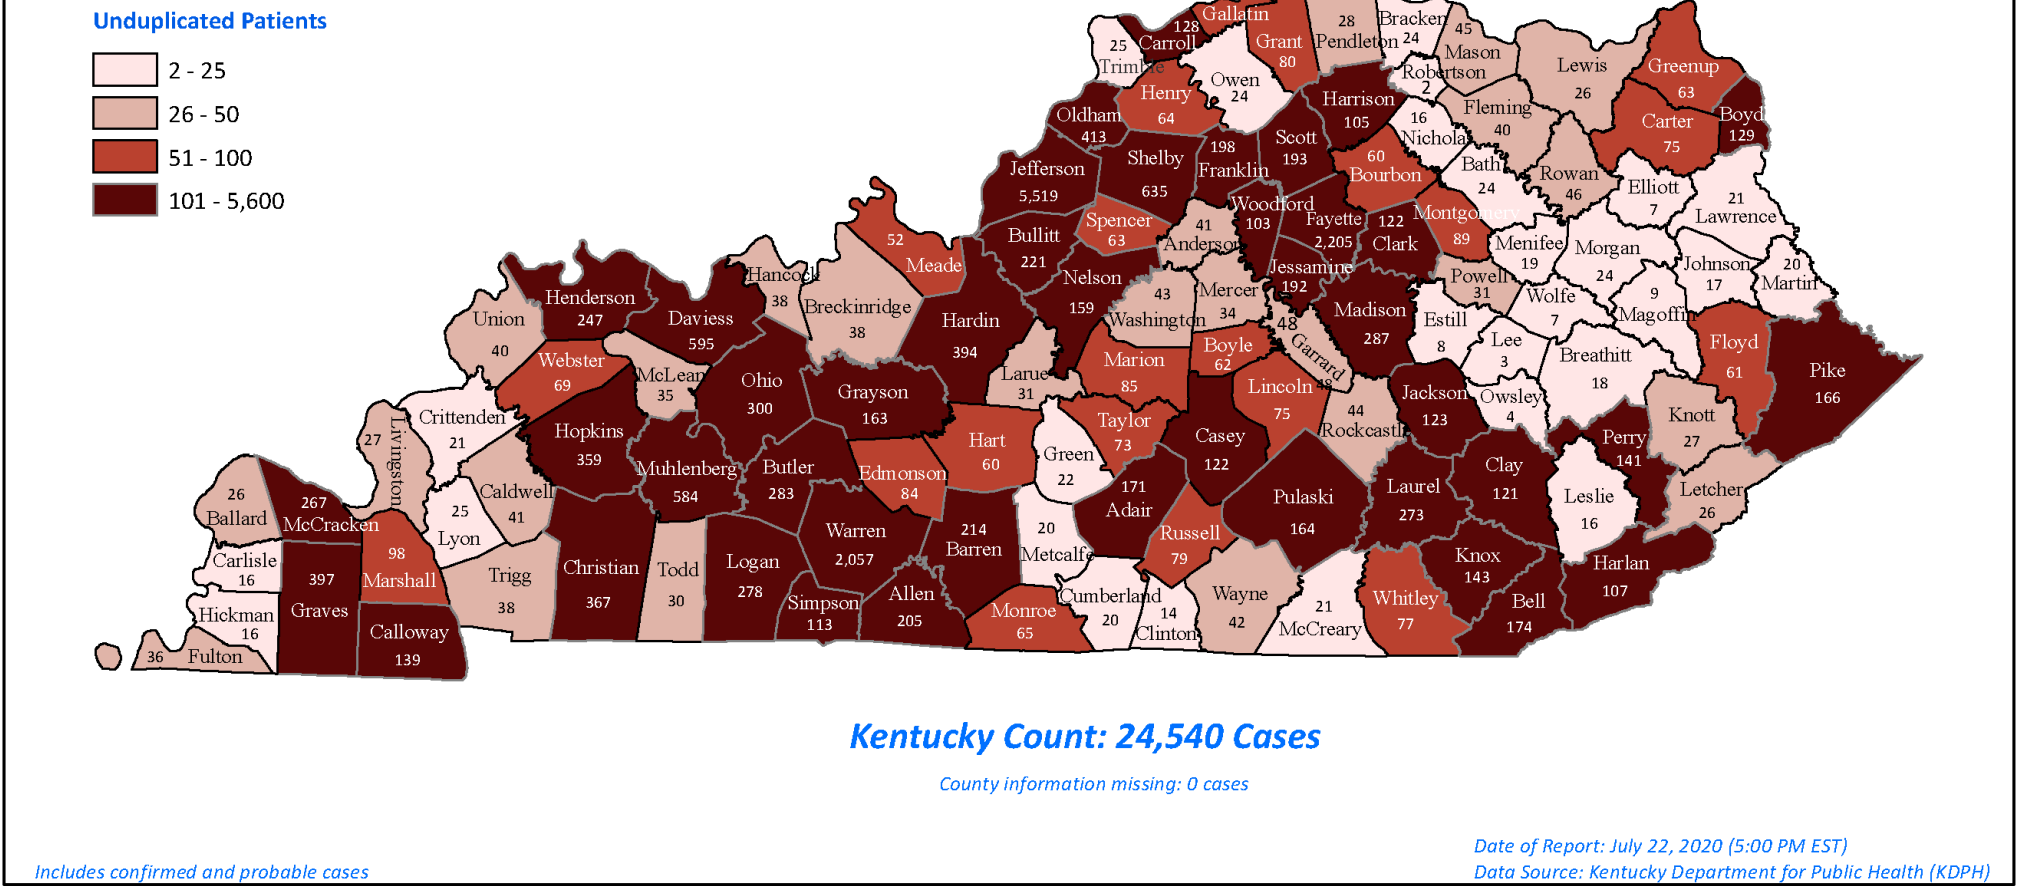 Unduplicated Patients
2 - 25
26 - 50
51 - 100
101 - 5,600
Gallatin
128
Carroll
25
Trimble
Grant
80
28
Pendleton
Bracken
24
45
Mason
Lewis
26
Greenup
63
Owen
24
Robertson
2
Henry
64
Harrison
105
Fleming
40
Carter
75
Boyd
129
Oldham
413
16
Nicholas
Scott
193
198
Franklin
Shelby
635
Jefferson
5,519
60
Bourbon
Bath
24
Rowan
46
Elliott
7
21
Lawrence
Woodford
103
Fayette
2,205
122
Clark
Montgomery
89
Spencer
63
41
Anderson
Bullitt
221
52
Meade
Menifee
19
Morgan
24
Johnson
17
20
Martin
Jessamine
192
Nelson
159
Hancock
38
Breckinridge
38
Henderson
247
Daviess
595
Union
40
43
Washington
Mercer
34
Powell
31
Wolfe
7
9
Magoffin
Madison
287
Estill
8
Hardin
394
48
Garrard
48
Lee
3
Breathitt
18
Floyd
61
Pike
166
Webster
69
McLean
35
Ohio
300
Grayson
163
Larue
31
Marion
85
Boyle
62
Lincoln
75
Jackson
123
Owsley
4
44
Rockcastle
Knott
27
Crittenden
21
27
Livingston
Hopkins
359
Muhlenberg
584
Butler
283
Edmonson
84
Hart
60
Green
22
Taylor
73
Casey
122
Perry
141
Clay
121
Leslie
16
Letcher
26
Laurel
273
Pulaski
164
171
Adair
Caldwell
41
25
Lyon
26
Ballard
267
McCracken
98
Marshall
Warren
2,057
214
Barren
20
Metcalfe
Russell
79
Knox
143
Harlan
107
Carlisle
16
397
Graves
Trigg
38
Christian
367
Todd
30
Logan
278
Simpson
113
Allen
205
Monroe
65
Cumberland
20
14
Clinton
Wayne
42
21
McCreary
Whitley
77
Bell
174
Hickman
16
36
Fulton
Calloway
139
Kentucky Count: 24,540 Cases
County information missing: 0 cases
Date of Report: July 22, 2020 (5:00 PM EST)
Includes confirmed and probable cases
Data Source: Kentucky Department for Public Health (KDPH)